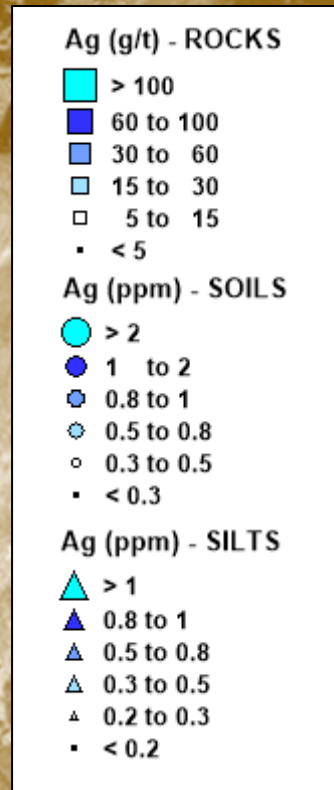 Ag (g/t) - ROCKS
> 100
60 to 100
30 to 60
15 to 30
5 to 15
< 5
Ag (ppm) - SOILS
> 2
1 to 2
0.8 to 1
0.5 to 0.8
0.3 to 0.5
< 0.3
Ag (ppm) - SILTS
> 1
0.8 to 1
0.5 to 0.8
0.3 to 0.5
0.2 to 0.3
< 0.2